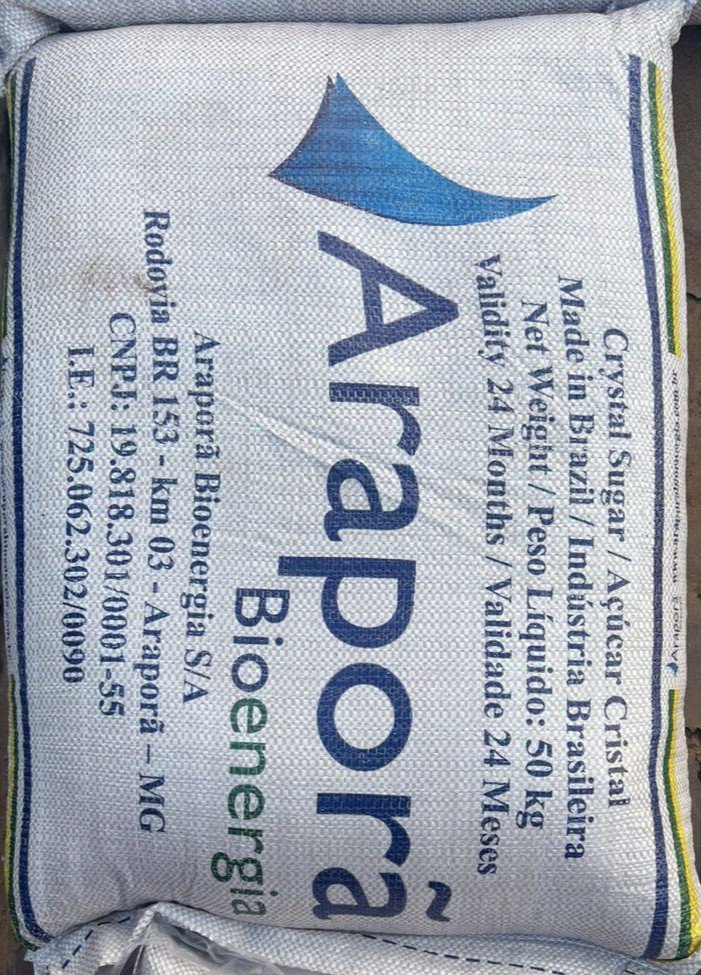 Crystal Sugar / Açúcar Cristal
Made in Brazil / Indústria Brasileira
Net Weight / Peso Líquido: 50 kg
Validity 24 Months / Validade 24 Meses
Araporã
Bioenergia
Araporã Bioenergia S/A
Rodovia BR 153 - km 03 - Araporã – MG
CNPJ: 19.818.301/0001-55
I.E.: 725.062.302/0090
Araporã